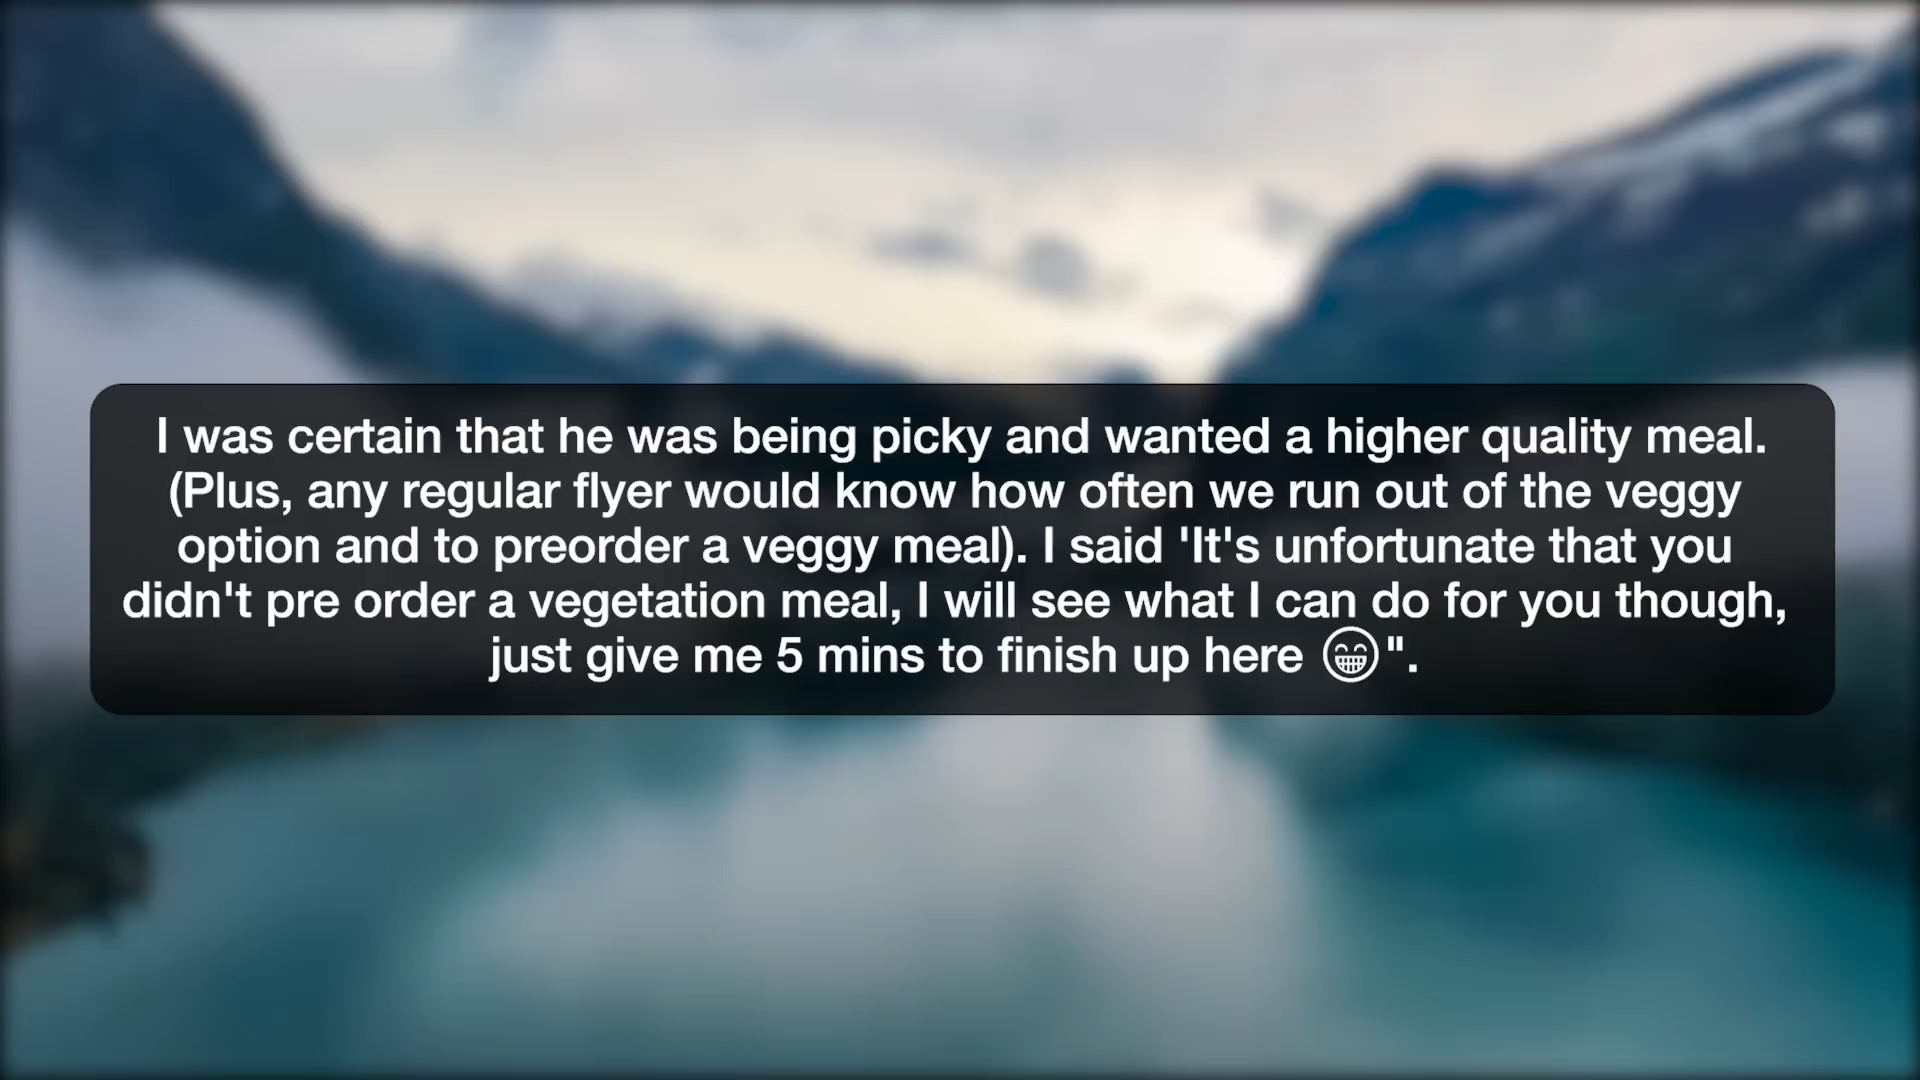 I was certain that he was being picky and wanted a higher quality meal.
(Plus, any regular flyer would know how often we run out of the veggy
option and to preorder a veggy meal). I said 'It's unfortunate that you
didn't pre order a vegetation meal, I will see what I can do for you though,
just give me 5 mins to finish up here 😁".